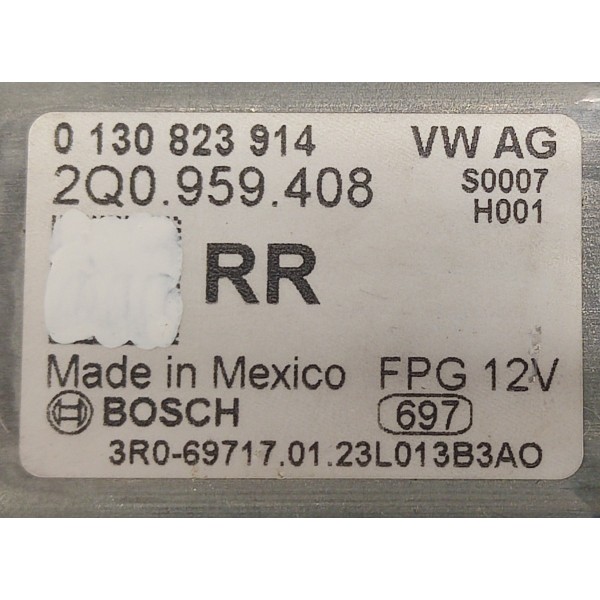 0 130 823 914 VW AG
2Q0.959.408 S0007
H001
RR
Made in Mexico FPG 12V
BOSCH 697
3R0-69717.01.23L013B3AO